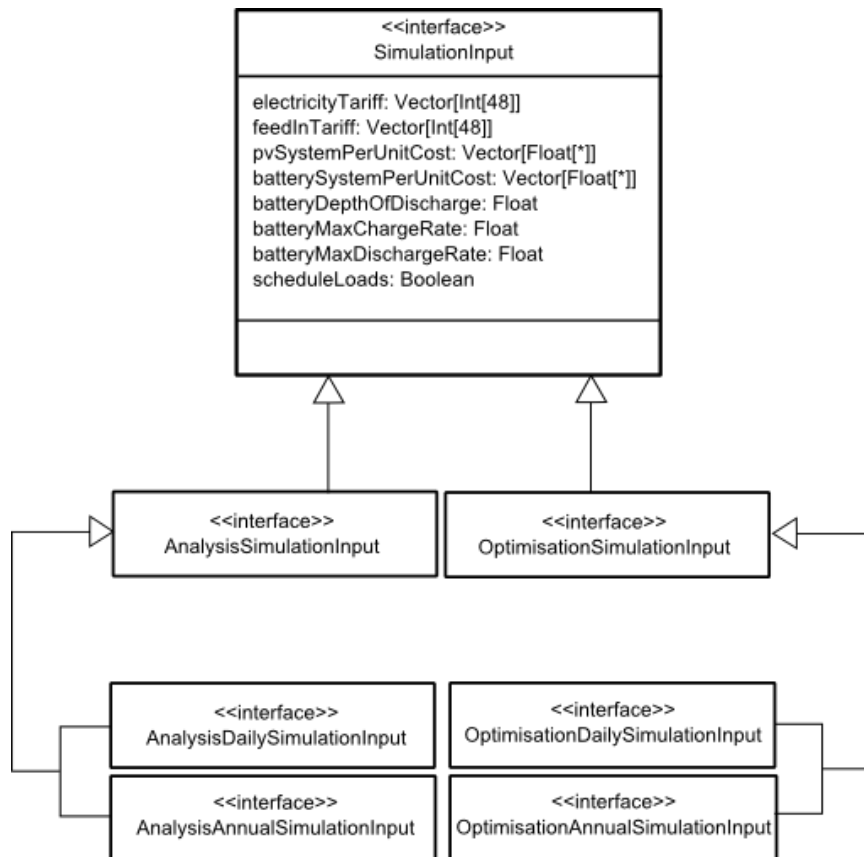 <<interface>>
SimulationInput
electricityTariff: Vector[Int[48]]
feedInTariff: Vector[Int[48]]
pvSystemPerUnitCost: Vector[Float[*]]
batterySystemPerUnitCost: Vector[Float[*]]
batteryDepthOfDischarge: Float
batteryMaxChargeRate: Float
batteryMaxDischargeRate: Float
scheduleLoads: Boolean
<<interface>>
AnalysisSimulationInput
<<interface>>
OptimisationSimulationInput
<<interface>>
AnalysisDailySimulationInput
<<interface>>
OptimisationDailySimulationInput
<<interface>>
AnalysisAnnualSimulationInput
<<interface>>
OptimisationAnnualSimulationInput